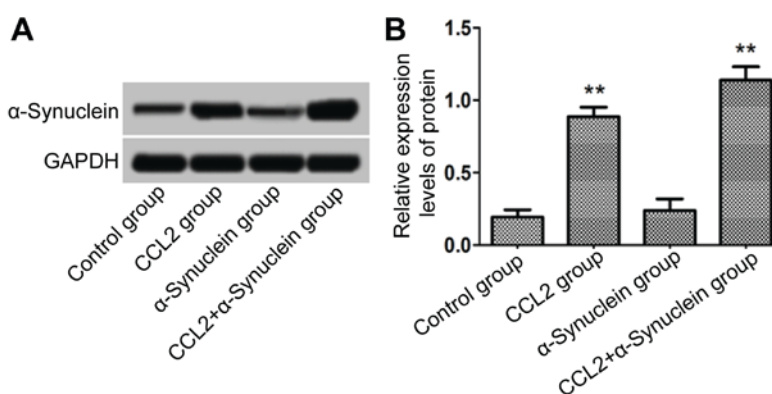 A
α-Synuclein
GAPDH
Control group
CCL2 group
α-Synuclein group
CCL2+α-Synuclein group
B
Relative expression
levels of protein
1.5
1.0
0.5
0.0
**
**
Control group
CCL2 group
α-Synuclein group
CCL2+α-Synuclein group